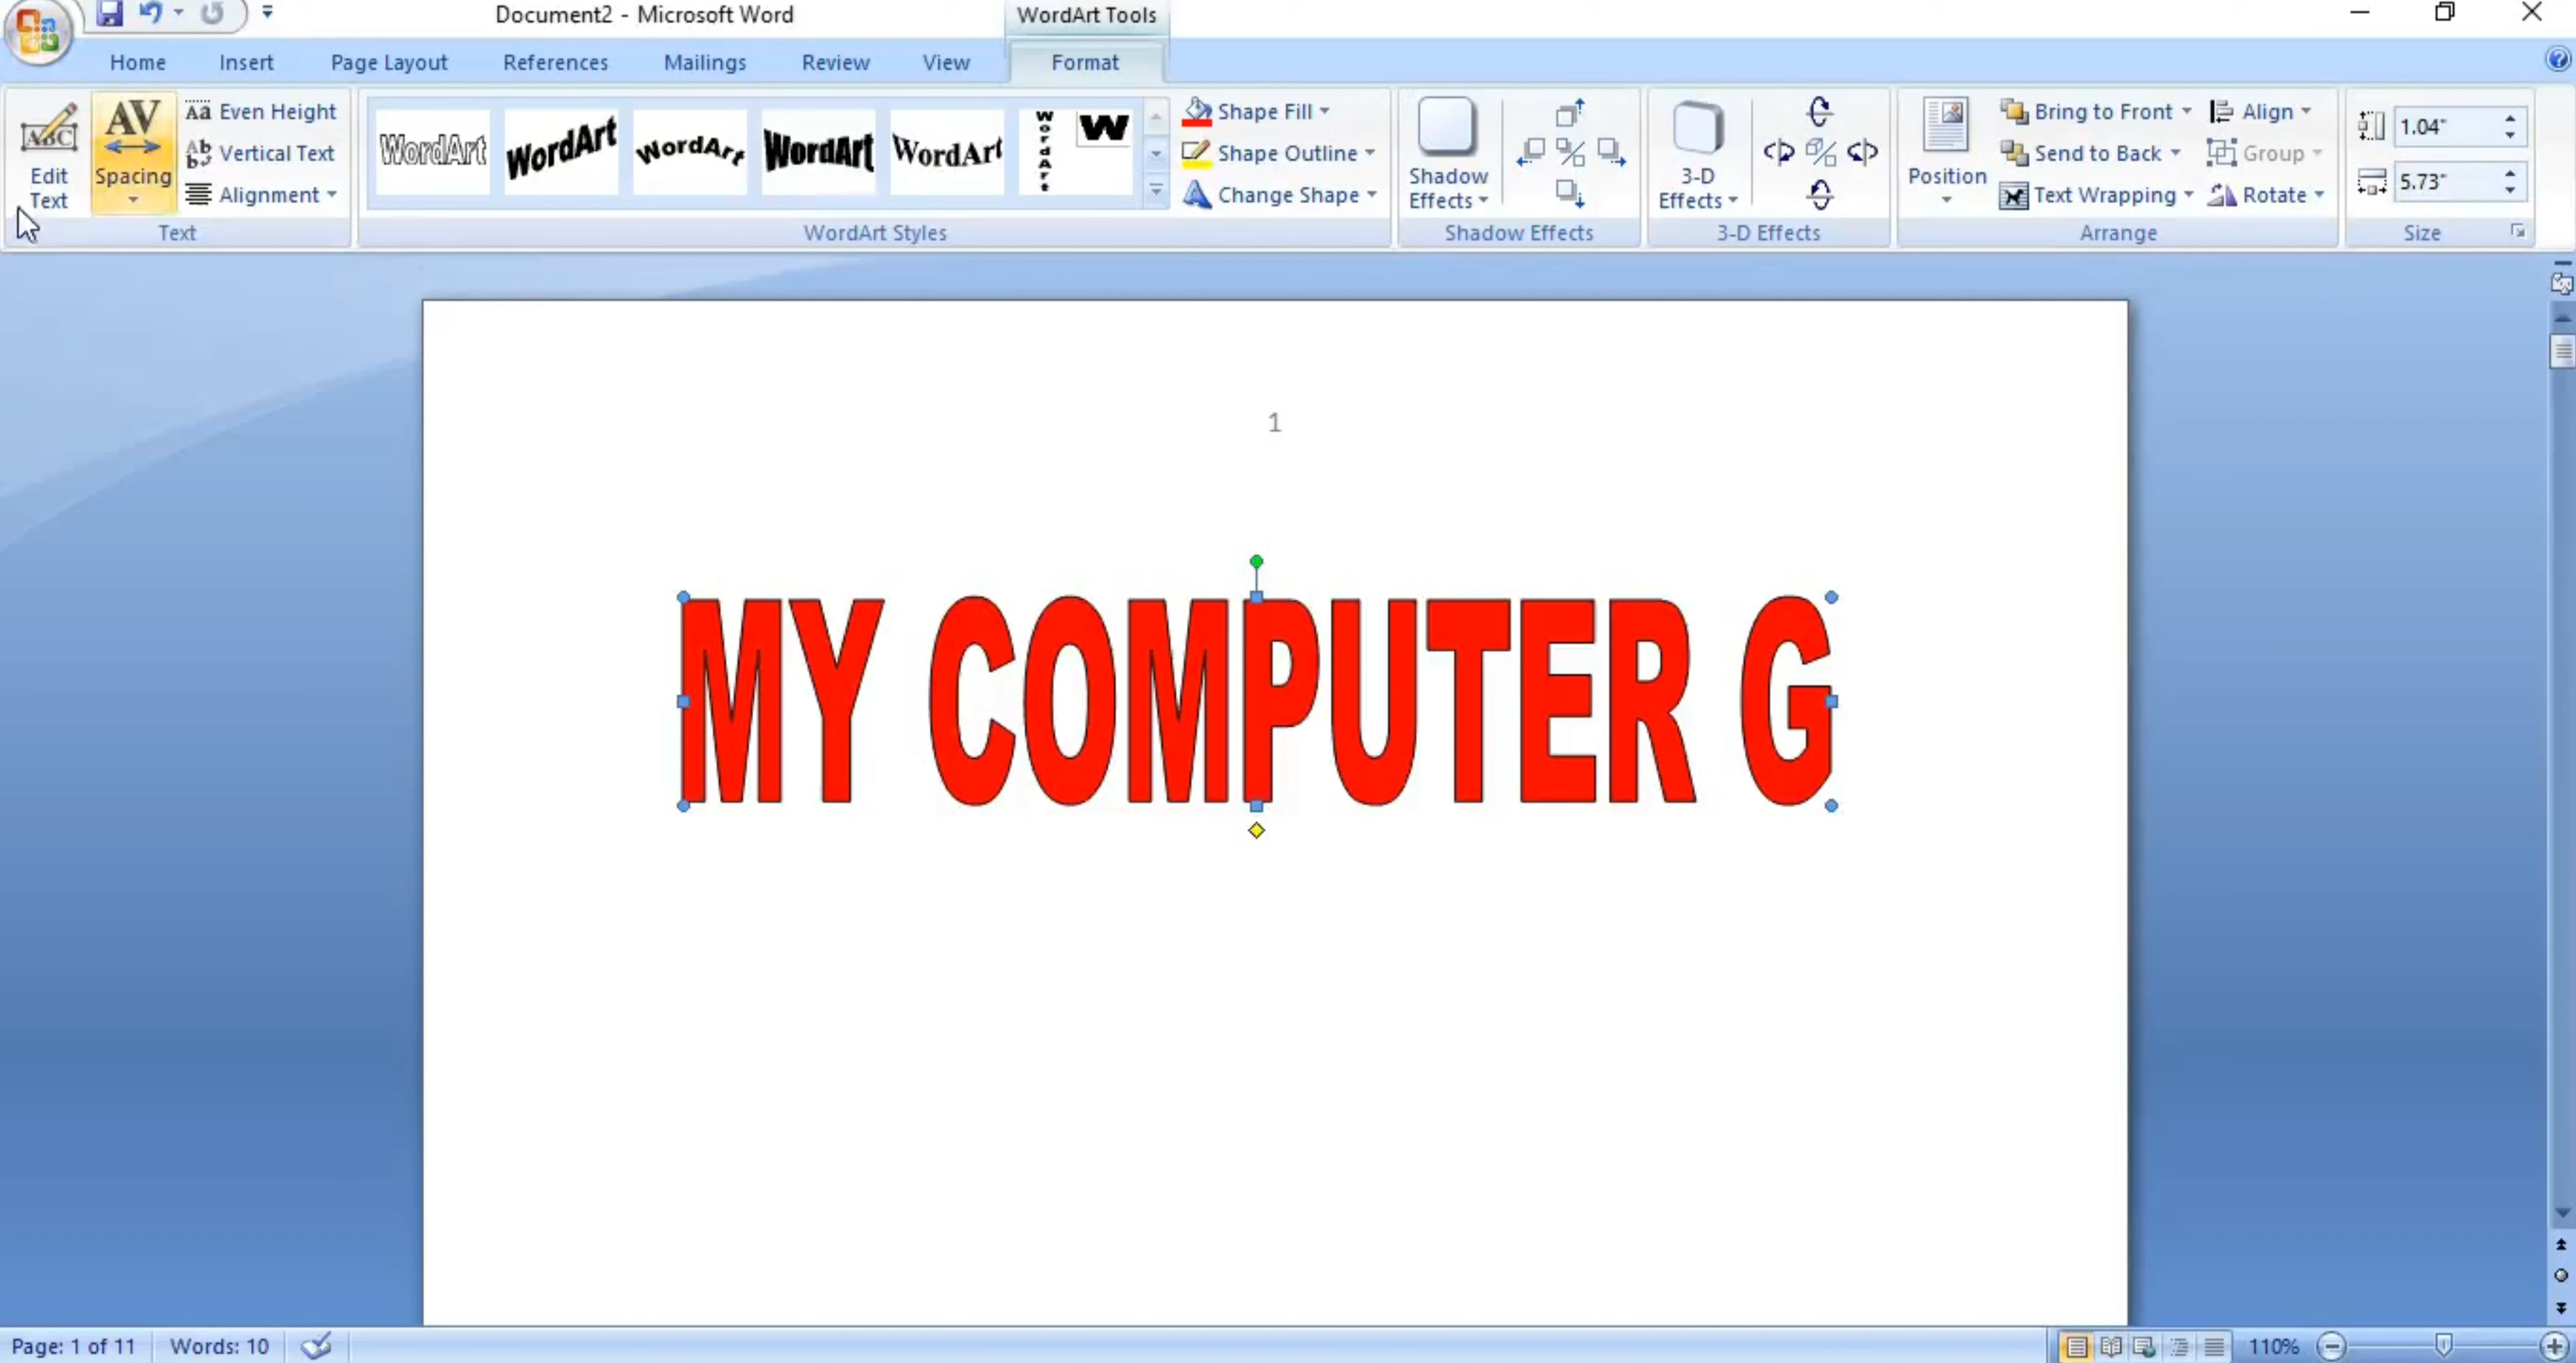 Document2 - Microsoft Word
WordArt Tools
Home Insert Page Layout References Mailings Review View Format
Edit Text
AV
Spacing
Even Height
Vertical Text
Alignment
Text
WordArt WordArt WordArt WordArt WordArt WordArt W
WordArt Styles
Shape Fill
Shape Outline
Change Shape
Shadow Effects
Shadow Effects
3-D Effects
3-D Effects
Position
Bring to Front
Send to Back
Text Wrapping
Align
Group
Rotate
Arrange
1.04"
5.73"
Size
1
MY COMPUTER G
Page: 1 of 11 Words: 10 110%